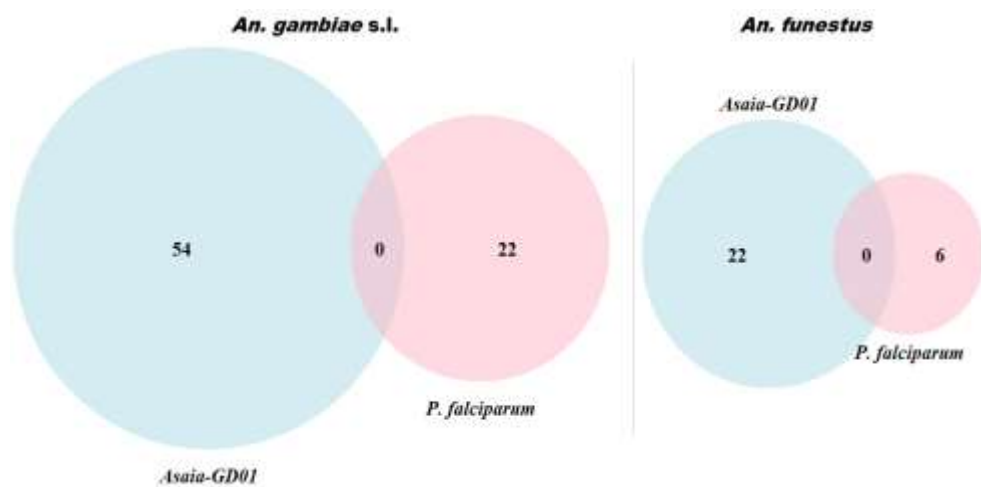 An. gambiae s.l.
54
0
22
P. falciparum
Asaia-GD01
An. funestus
Asaia-GD01
22
0
6
P. falciparum